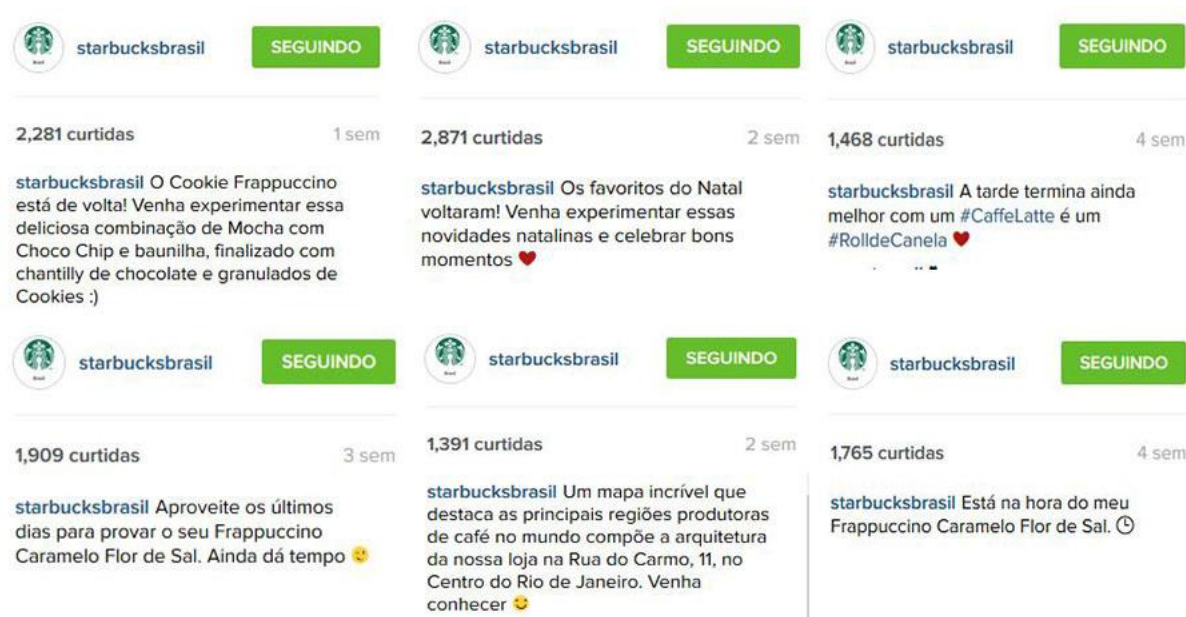 starbucksbrasil SEGUINDO
2,281 curtidas 1 sem
starbucksbrasil O Cookie Frappuccino
está de volta! Venha experimentar essa
deliciosa combinação de Mocha com
Choco Chip e baunilha, finalizado com
chantilly de chocolate e granulados de
Cookies :)
starbucksbrasil SEGUINDO
2,871 curtidas 2 sem
starbucksbrasil Os favoritos do Natal
voltaram! Venha experimentar essas
novidades natalinas e celebrar bons
momentos ❤
starbucksbrasil SEGUINDO
1,468 curtidas 4 sem
starbucksbrasil A tarde termina ainda
melhor com um #CaffeLatte é um
#RolldeCanela ❤
starbucksbrasil SEGUINDO
1,909 curtidas 3 sem
starbucksbrasil Aproveite os últimos
dias para provar o seu Frappuccino
Caramelo Flor de Sal. Ainda dá tempo 😉
starbucksbrasil SEGUINDO
1,391 curtidas 2 sem
starbucksbrasil Um mapa incrível que
destaca as principais regiões produtoras
de café no mundo compõe a arquitetura
da nossa loja na Rua do Carmo, 11, no
Centro do Rio de Janeiro. Venha
conhecer 😊
starbucksbrasil SEGUINDO
1,765 curtidas 4 sem
starbucksbrasil Está na hora do meu
Frappuccino Caramelo Flor de Sal. 🕒